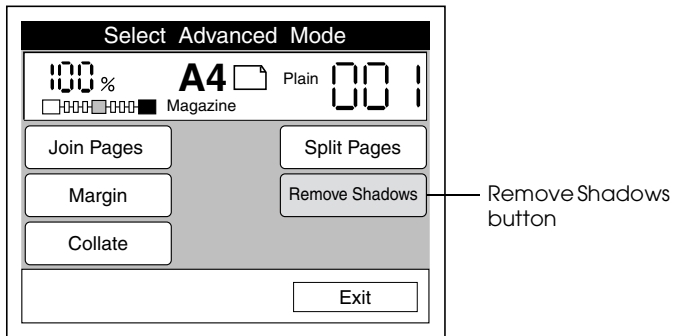 Select Advanced Mode
100 % A4 Plain 001
Magazine
Join Pages Split Pages
Margin Remove Shadows
Collate
Exit
Remove Shadows
button